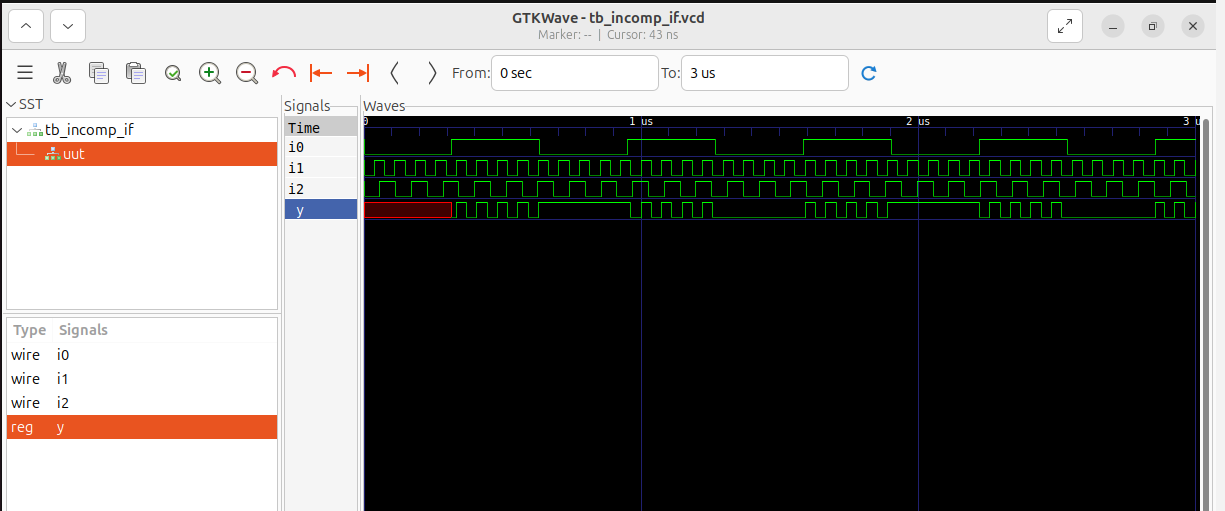 GTKWave - tb_incomp_if.vcd
Marker: -- | Cursor: 43 ns
From: 0 sec To: 3 us
SST
tb_incomp_if
uut
Type Signals
wire i0
wire i1
wire i2
reg y
Signals
Time
i0
i1
i2
y
Waves
0 1 us 2 us 3 u